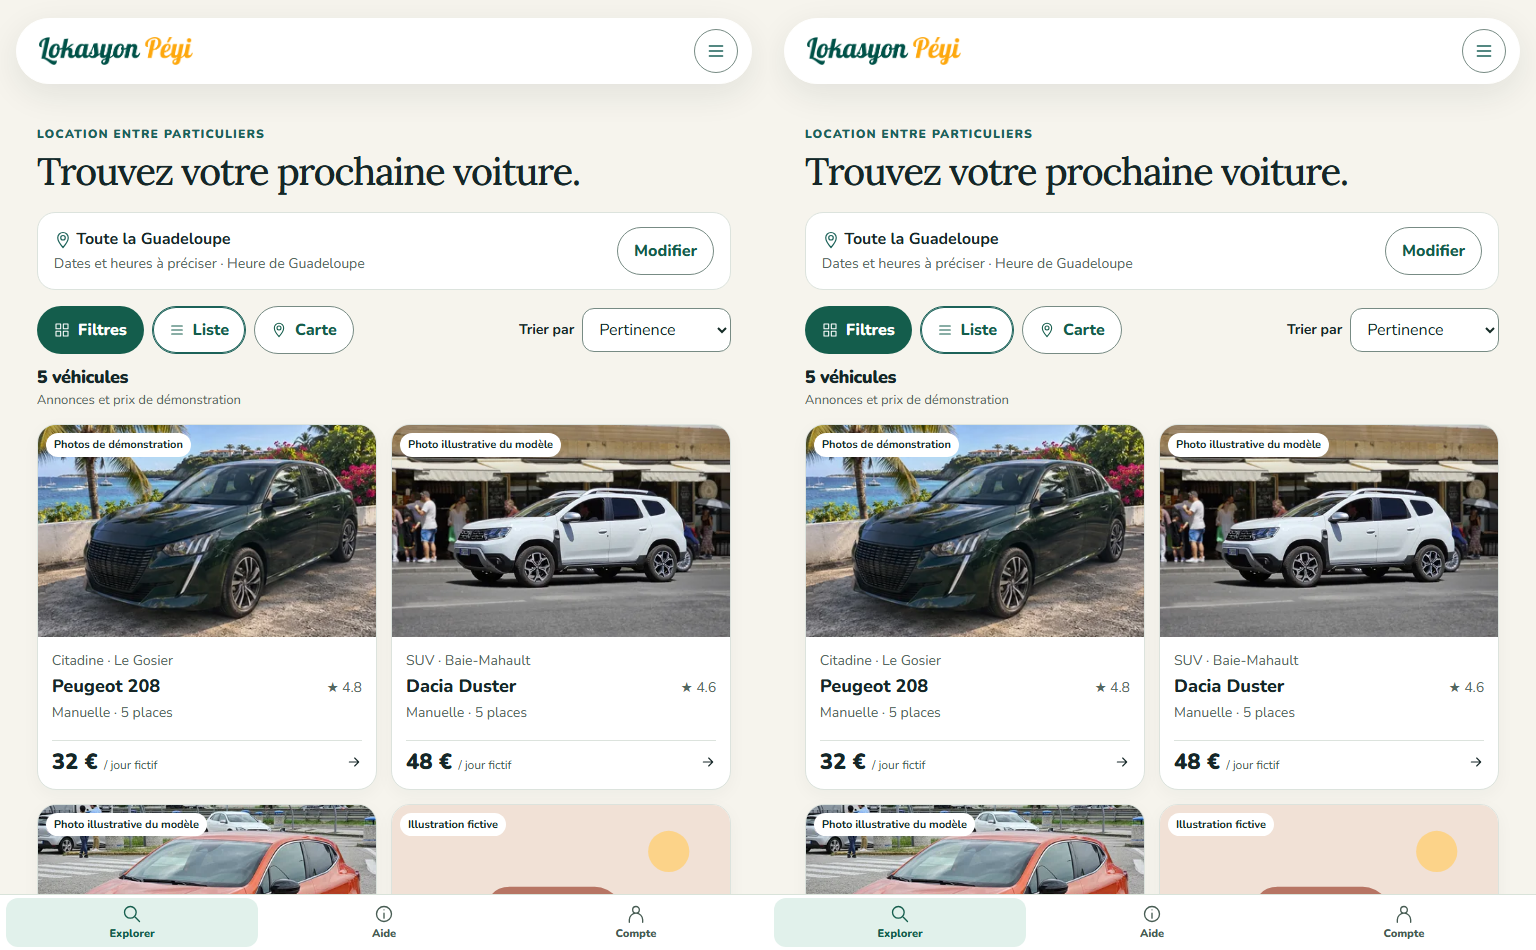 Lokasyon Péyi
LOCATION ENTRE PARTICULIERS
Trouvez votre prochaine voiture.
Toute la Guadeloupe
Dates et heures à préciser · Heure de Guadeloupe
Modifier
Filtres
Liste
Carte
Trier par
Pertinence
5 véhicules
Annonces et prix de démonstration
Photos de démonstration
Citadine · Le Gosier
Peugeot 208
★ 4.8
Manuelle · 5 places
32 € / jour fictif
Photo illustrative du modèle
SUV · Baie-Mahault
Dacia Duster
★ 4.6
Manuelle · 5 places
48 € / jour fictif
Photo illustrative du modèle
Illustration fictive
Explorer
Aide
Compte
Lokasyon Péyi
LOCATION ENTRE PARTICULIERS
Trouvez votre prochaine voiture.
Toute la Guadeloupe
Dates et heures à préciser · Heure de Guadeloupe
Modifier
Filtres
Liste
Carte
Trier par
Pertinence
5 véhicules
Annonces et prix de démonstration
Photos de démonstration
Citadine · Le Gosier
Peugeot 208
★ 4.8
Manuelle · 5 places
32 € / jour fictif
Photo illustrative du modèle
SUV · Baie-Mahault
Dacia Duster
★ 4.6
Manuelle · 5 places
48 € / jour fictif
Photo illustrative du modèle
Illustration fictive
Explorer
Aide
Compte